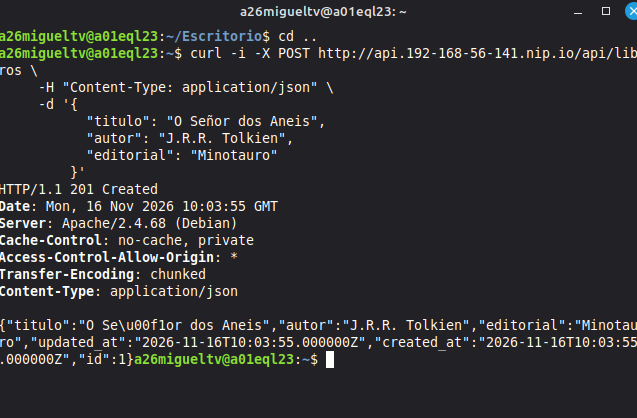 a26migueltv@a01eql23: ~
a26migueltv@a01eql23:~/Escritorio$ cd ..
a26migueltv@a01eql23:~$ curl -i -X POST http://api.192-168-56-141.nip.io/api/lib
ros \
-H "Content-Type: application/json" \
-d '{
"titulo": "O Señor dos Aneis",
"autor": "J.R.R. Tolkien",
"editorial": "Minotauro"
}'
HTTP/1.1 201 Created
Date: Mon, 16 Nov 2026 10:03:55 GMT
Server: Apache/2.4.68 (Debian)
Cache-Control: no-cache, private
Access-Control-Allow-Origin: *
Transfer-Encoding: chunked
Content-Type: application/json
{"titulo":"O Se\u00f1or dos Aneis","autor":"J.R.R. Tolkien","editorial":"Minotau
ro","updated_at":"2026-11-16T10:03:55.000000Z","created_at":"2026-11-16T10:03:55
.000000Z","id":1}a26migueltv@a01eql23:~$